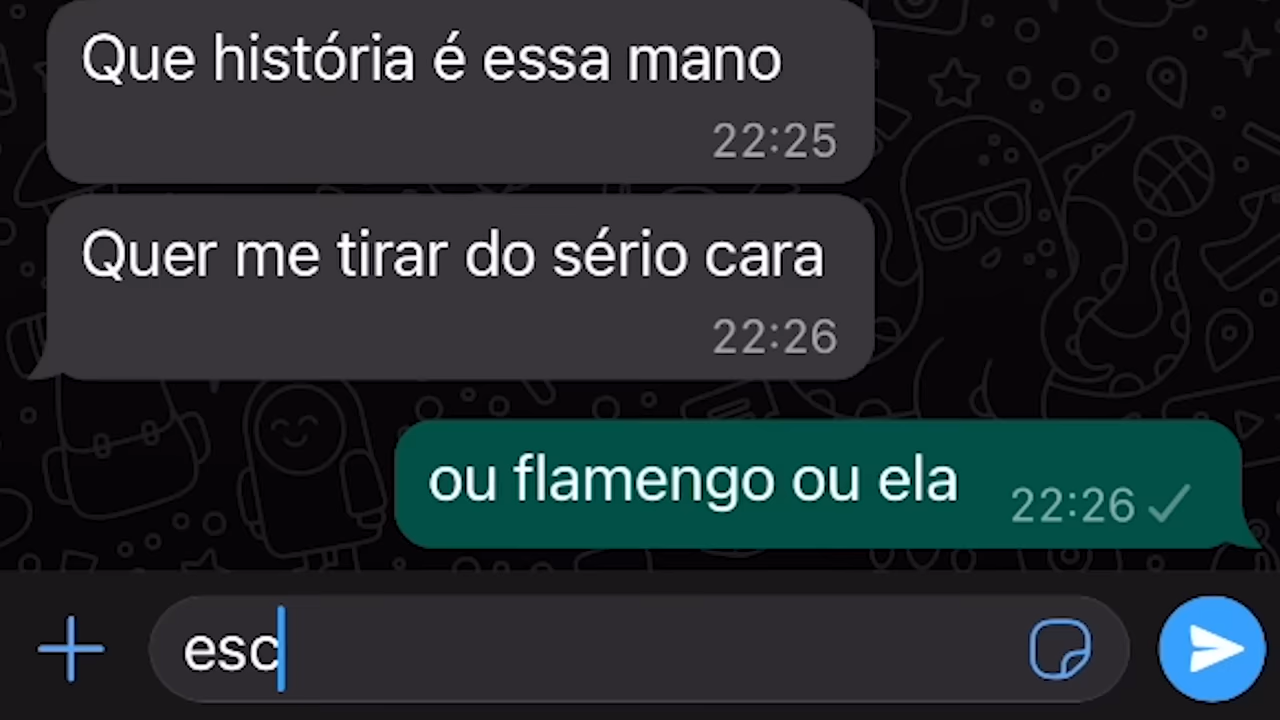 Que história é essa mano
22:25
Quer me tirar do sério cara
22:26
ou flamengo ou ela
22:26
esc